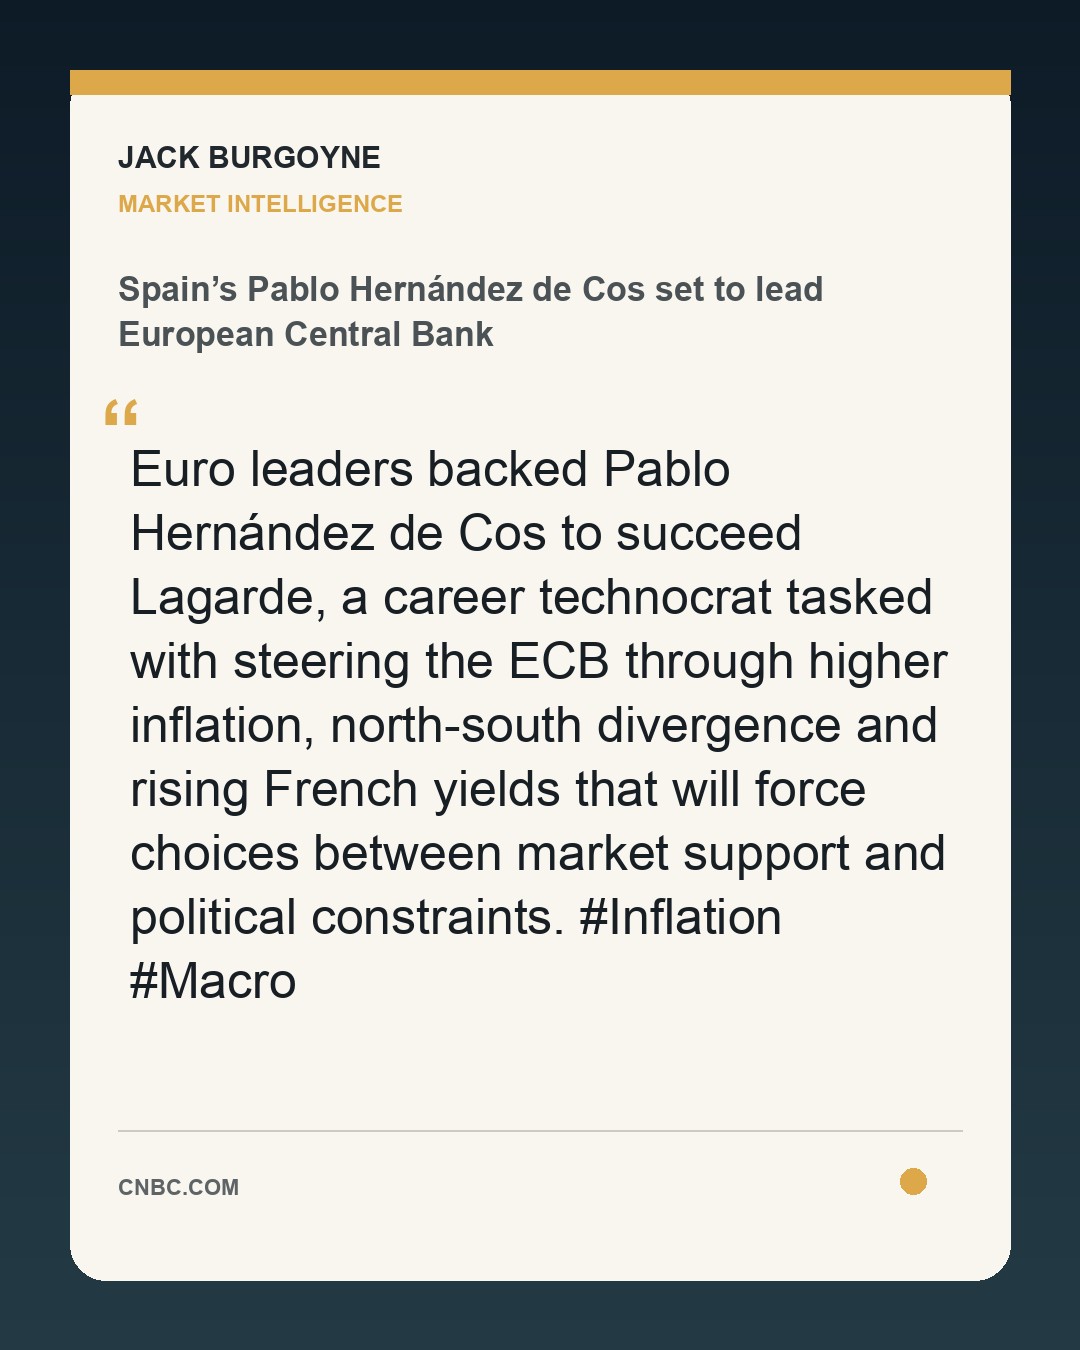 JACK BURGOYNE
MARKET INTELLIGENCE
Spain’s Pablo Hernández de Cos set to lead
European Central Bank
“
Euro leaders backed Pablo
Hernández de Cos to succeed
Lagarde, a career technocrat tasked
with steering the ECB through higher
inflation, north-south divergence and
rising French yields that will force
choices between market support and
political constraints. #Inflation
#Macro
CNBC.COM